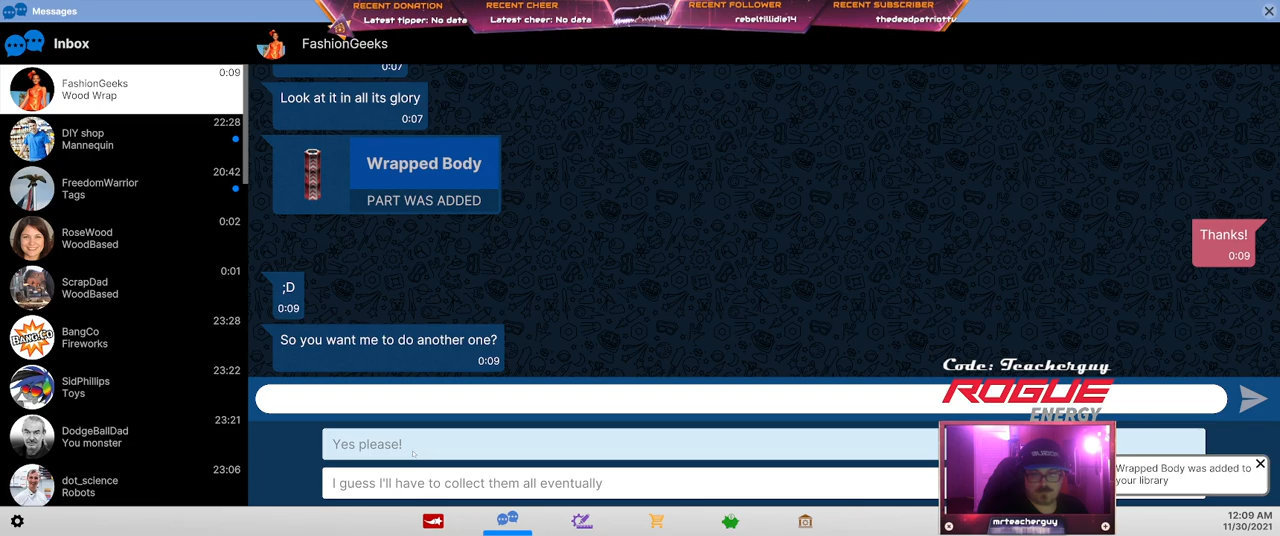 Messages
RECENT DONATION
Latest tipper: No data
RECENT CHEER
Latest cheer: No data
RECENT FOLLOWER
rebeltillidie14
RECENT SUBSCRIBER
thedeadpatriottv
Inbox
FashionGeeks
FashionGeeks
Wood Wrap
0:09
DIY shop
Mannequin
22:28
FreedomWarrior
Tags
20:42
RoseWood
WoodBased
0:02
ScrapDad
WoodBased
0:01
BangCo
Fireworks
23:28
SidPhillips
Toys
23:22
DodgeBallDad
You monster
23:21
dot_science
Robots
23:06
0:07
Look at it in all its glory
0:07
Wrapped Body
PART WAS ADDED
Thanks!
0:09
;D
0:09
So you want me to do another one?
0:09
Code: Teacherguy
ROGUE
ENERGY
Yes please!
I guess I'll have to collect them all eventually
mrteacherguy
Wrapped Body was added to
your library
12:09 AM
11/30/2021
BANG.CO